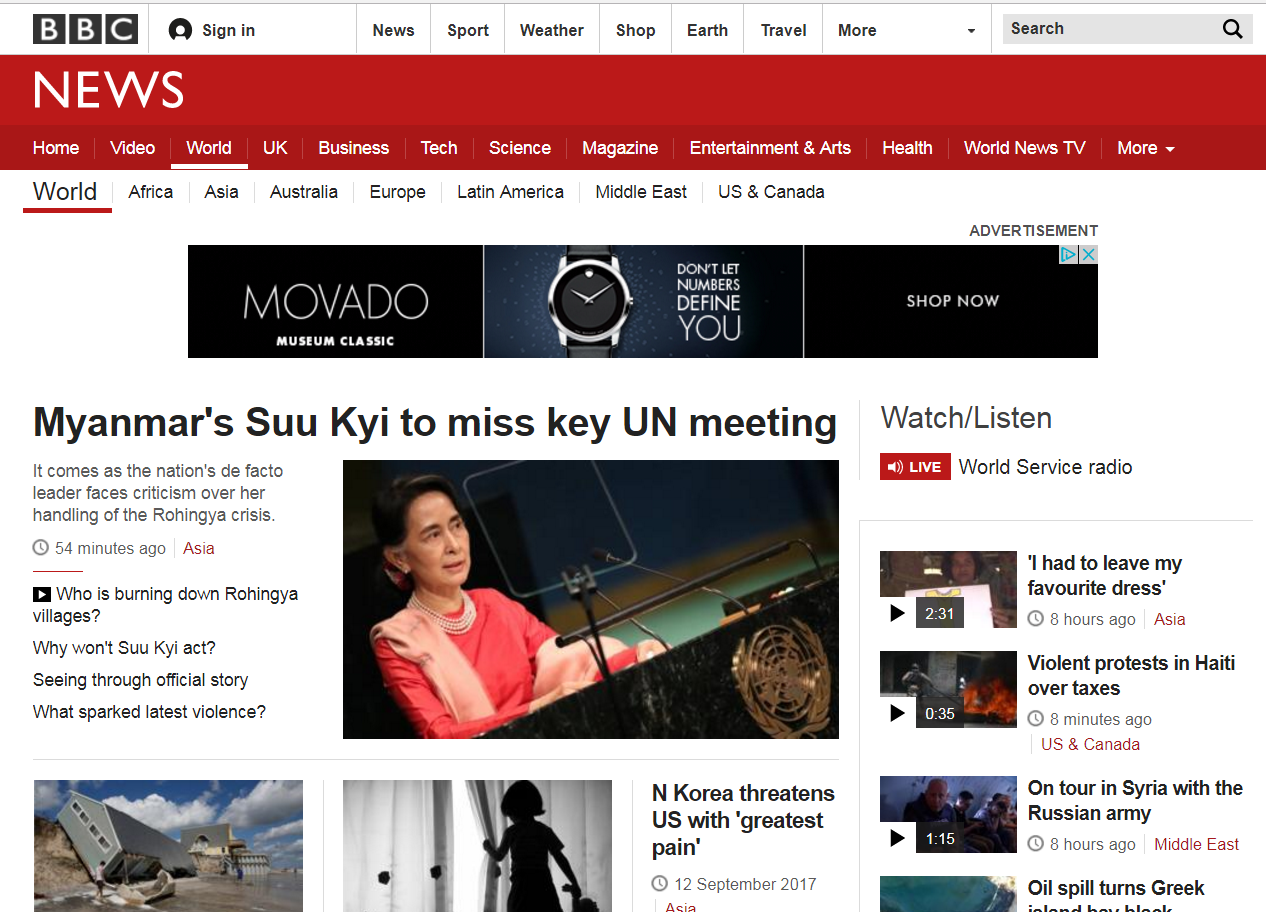 BBC Sign in News Sport Weather Shop Earth Travel More Search
NEWS
Home Video World UK Business Tech Science Magazine Entertainment & Arts Health World News TV More
World Africa Asia Australia Europe Latin America Middle East US & Canada
ADVERTISEMENT
MOVADO
MUSEUM CLASSIC
DON'T LET
NUMBERS
DEFINE
YOU
SHOP NOW
Myanmar's Suu Kyi to miss key UN meeting
It comes as the nation's de facto
leader faces criticism over her
handling of the Rohingya crisis.
54 minutes ago Asia
Who is burning down Rohingya
villages?
Why won't Suu Kyi act?
Seeing through official story
What sparked latest violence?
N Korea threatens
US with 'greatest
pain'
12 September 2017
Asia
Watch/Listen
LIVE World Service radio
2:31
'I had to leave my
favourite dress'
8 hours ago Asia
0:35
Violent protests in Haiti
over taxes
8 minutes ago
US & Canada
1:15
On tour in Syria with the
Russian army
8 hours ago Middle East
Oil spill turns Greek
island bay black